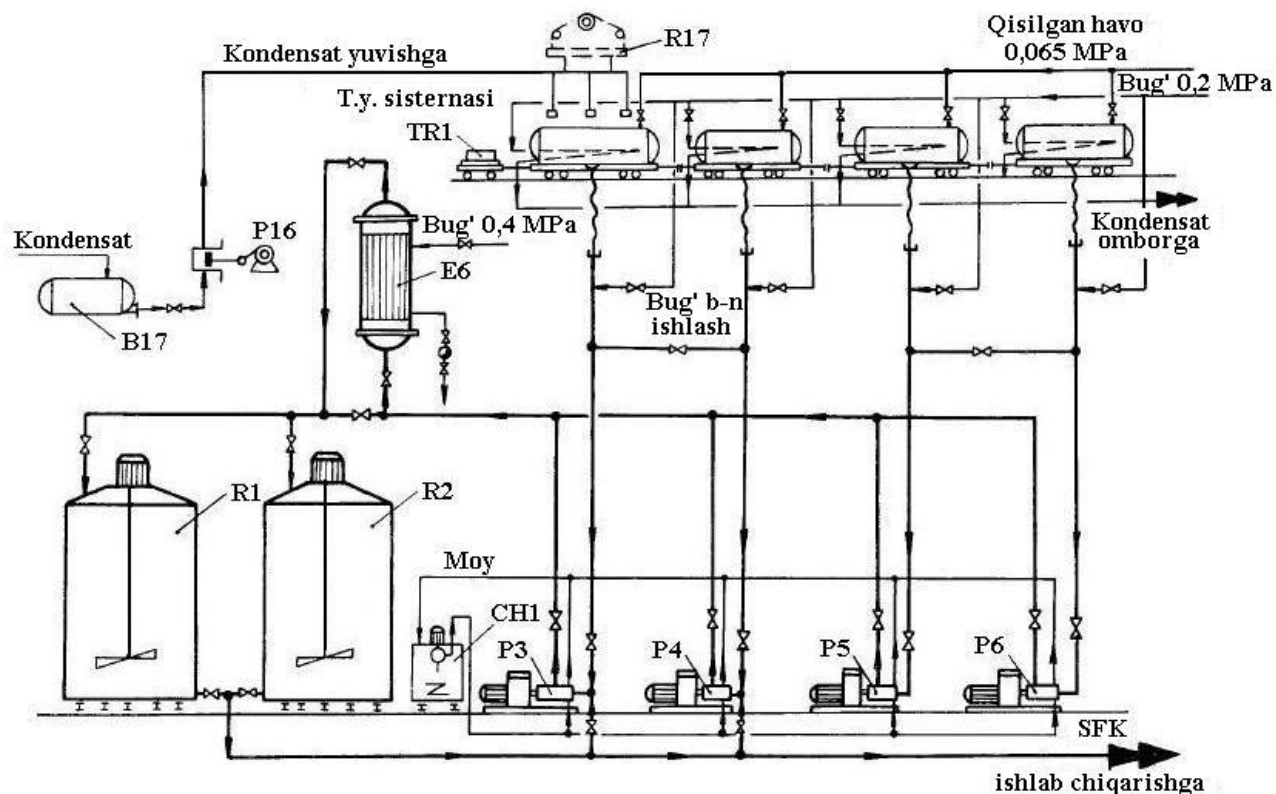 Qisilgan havo
0,065 MPa
R17
Kondensat yuvishga
Bug' 0,2 MPa
T.y. sisternasi
TR1
Kondensat
omborga
Bug' 0,4 MPa
P16
Kondensat
E6
B17
Bug' b-n
ishlash
R1
R2
Moy
CH1
P3
P4
P5
P6
SFK
ishlab chiqarishga